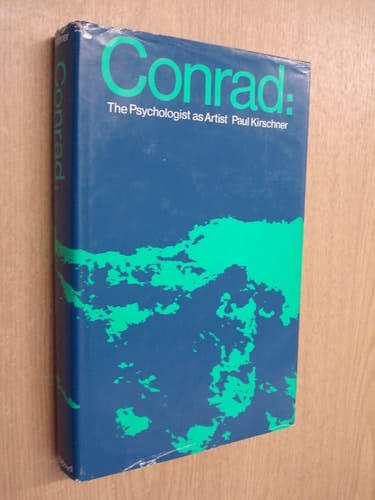 Conrad:
The Psychologist as Artist Paul Kirschner
Conrad: